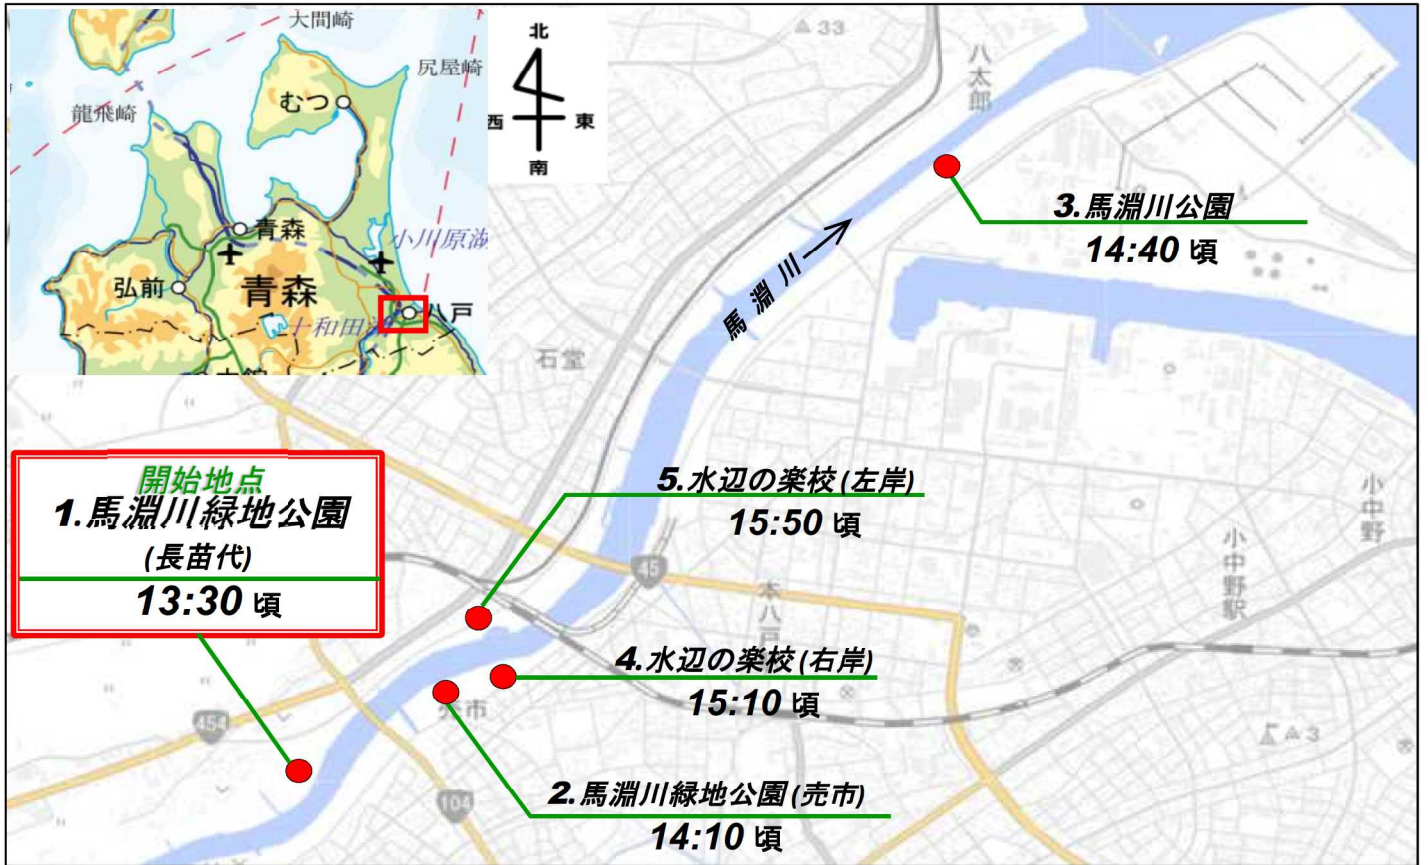 大間崎
尻屋崎
龍飛崎
むつ
青森
小川原湖
弘前
青森
八戸
十和田
北
西
東
南
33
八太郎
3.馬淵川公園
14:40 頃
馬淵川→
石堂
開始地点
1.馬淵川緑地公園
(長苗代)
13:30 頃
5.水辺の楽校(左岸)
15:50 頃
小中野
小中野駅
45
本八戸
4.水辺の楽校(右岸)
15:10 頃
売市
454
3
2.馬淵川緑地公園(売市)
14:10 頃
104